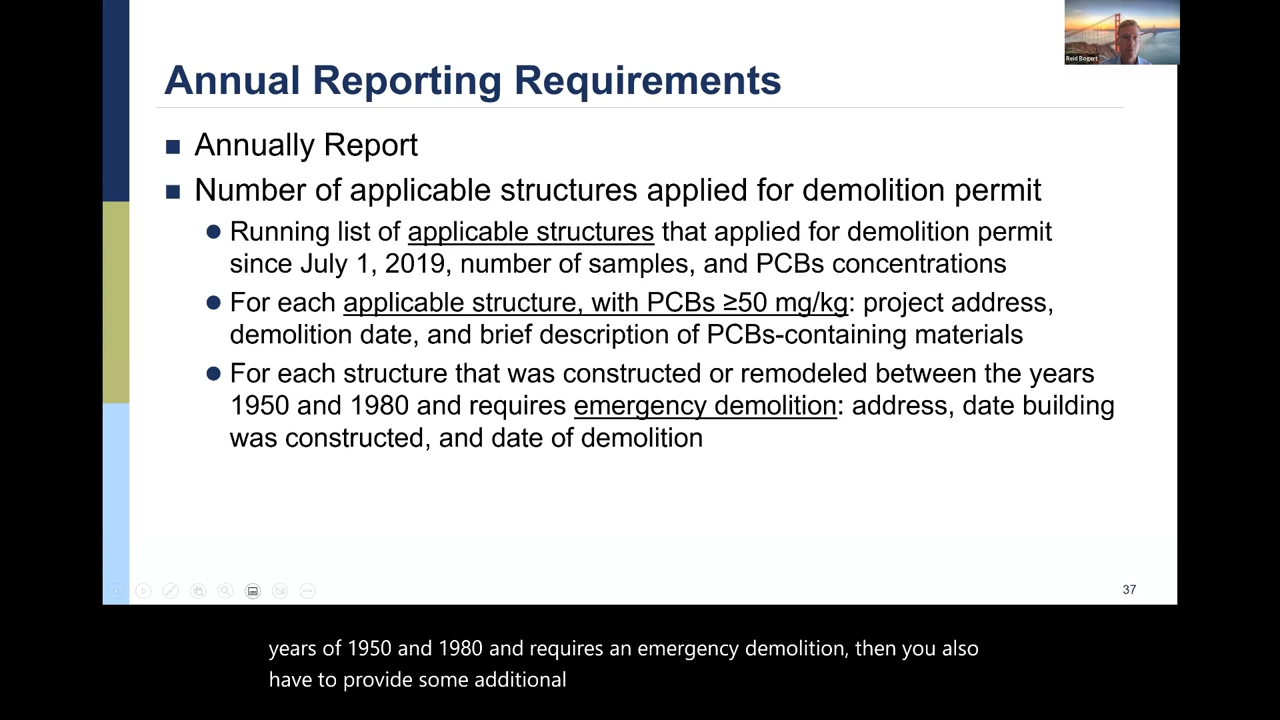 Reid Bogert
Annual Reporting Requirements
Annually Report
Number of applicable structures applied for demolition permit
Running list of applicable structures that applied for demolition permit
since July 1, 2019, number of samples, and PCBs concentrations
For each applicable structure, with PCBs ≥50 mg/kg: project address,
demolition date, and brief description of PCBs-containing materials
For each structure that was constructed or remodeled between the years
1950 and 1980 and requires emergency demolition: address, date building
was constructed, and date of demolition
37
years of 1950 and 1980 and requires an emergency demolition, then you also
have to provide some additional